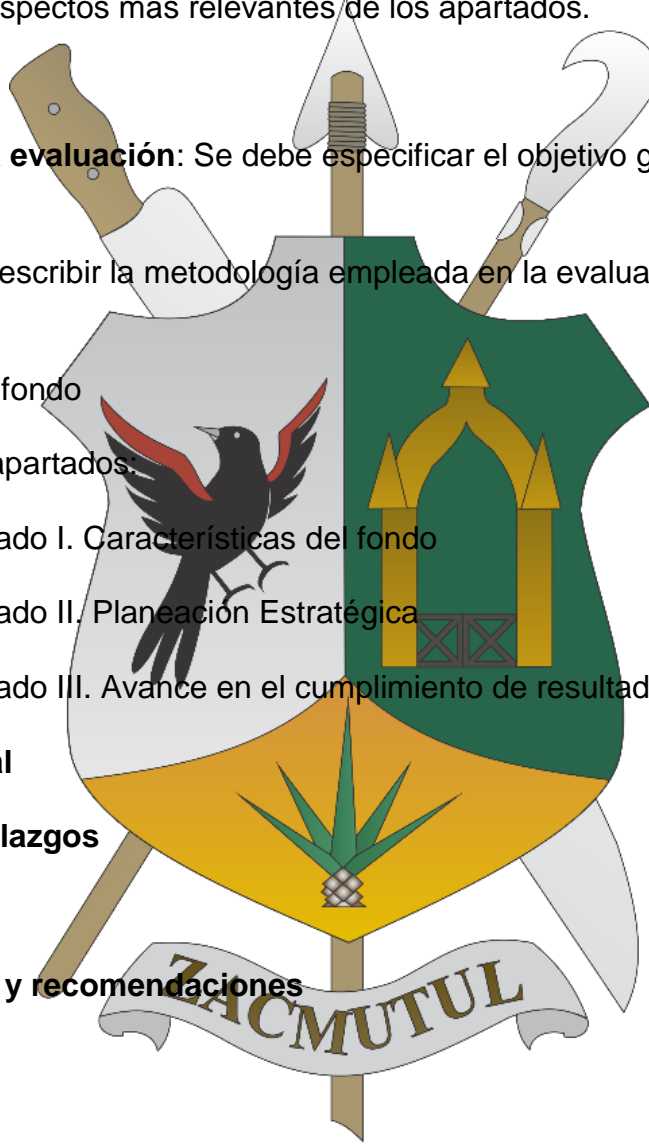 spectos más relevantes de los apartados.
evaluación: Se debe especificar el objetivo g
escribir la metodología empleada en la evalua
fondo
apartados:
ado I. Características del fondo
ado II. Planeación Estratégica
ado III. Avance en el cumplimiento de resultad
al
lazgos
y recomendaciones
ZACMUTUL